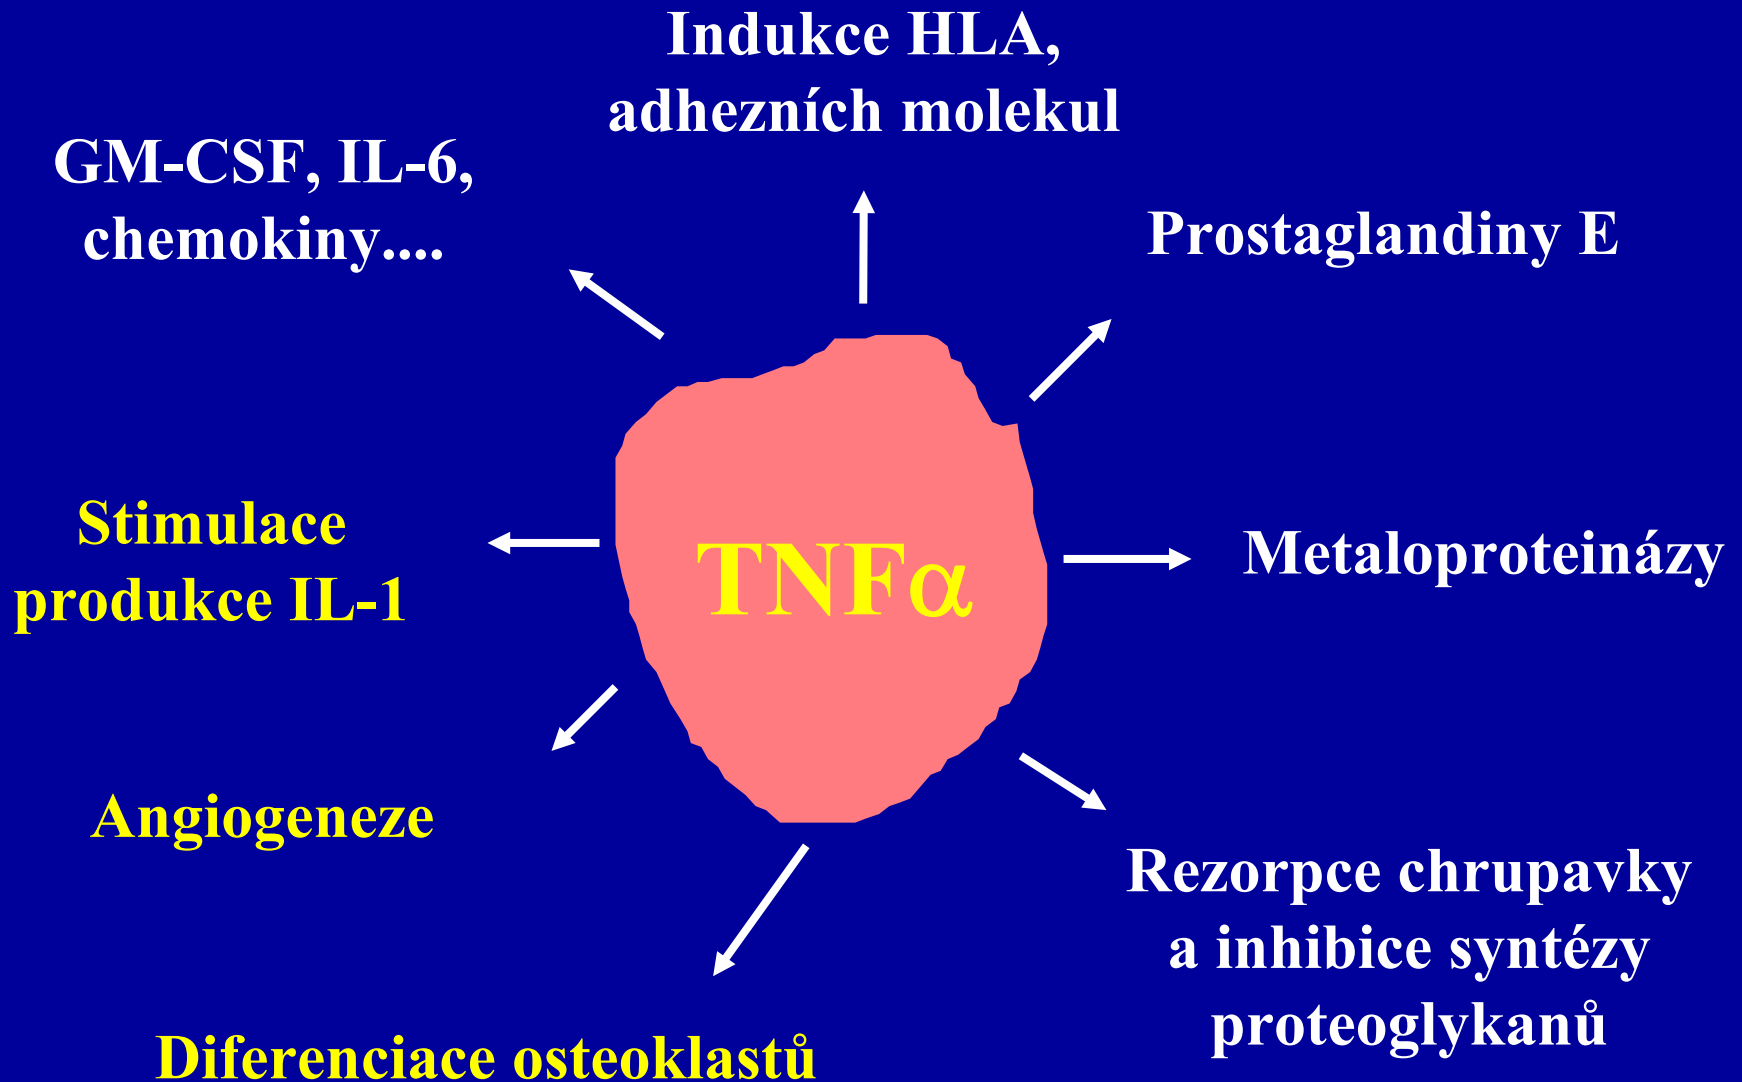 Indukce HLA,
adhezních molekul
GM-CSF, IL-6,
chemokiny....
Prostaglandiny E
Stimulace
produkce IL-1
TNFα
Metaloproteinázy
Angiogeneze
Rezorpce chrupavky
a inhibice syntézy
proteoglykanů
Diferenciace osteoklastů